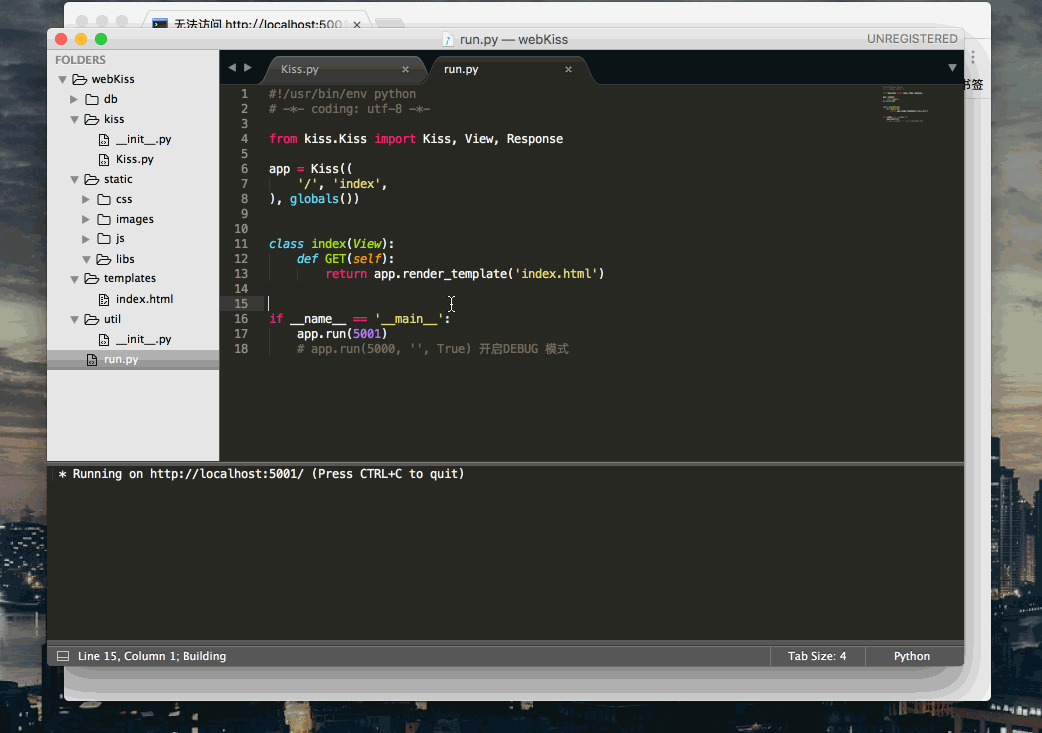 无法访问 http://localhost:500
run.py — webKiss
UNREGISTERED
书签
FOLDERS
webKiss
db
kiss
__init__.py
Kiss.py
static
css
images
js
libs
templates
index.html
util
__init__.py
run.py
Kiss.py
run.py
1 #!/usr/bin/env python
2 # -*- coding: utf-8 -*-
3
4 from kiss.Kiss import Kiss, View, Response
5
6 app = Kiss((
7     '/', 'index',
8 ), globals())
9
10
11 class index(View):
12     def GET(self):
13         return app.render_template('index.html')
14
15
16 if __name__ == '__main__':
17     app.run(5001)
18     # app.run(5000, '', True) 开启DEBUG 模式
* Running on http://localhost:5001/ (Press CTRL+C to quit)
Line 15, Column 1; Building
Tab Size: 4
Python